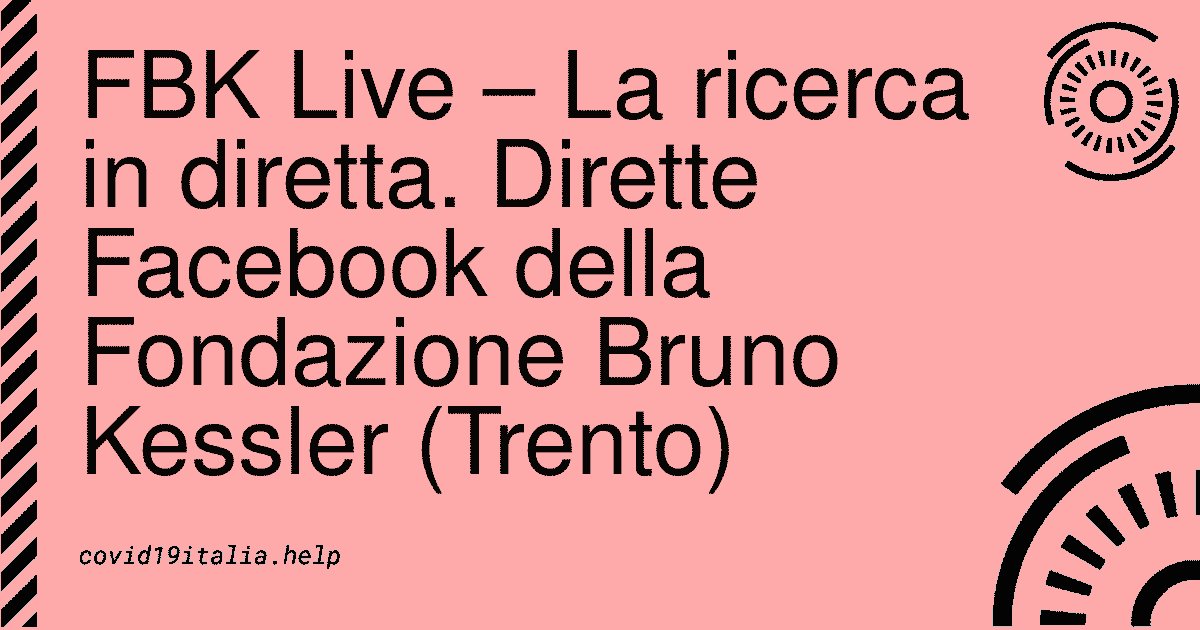 FBK Live – La ricerca
in diretta. Dirette
Facebook della
Fondazione Bruno
Kessler (Trento)
covid19italia.help